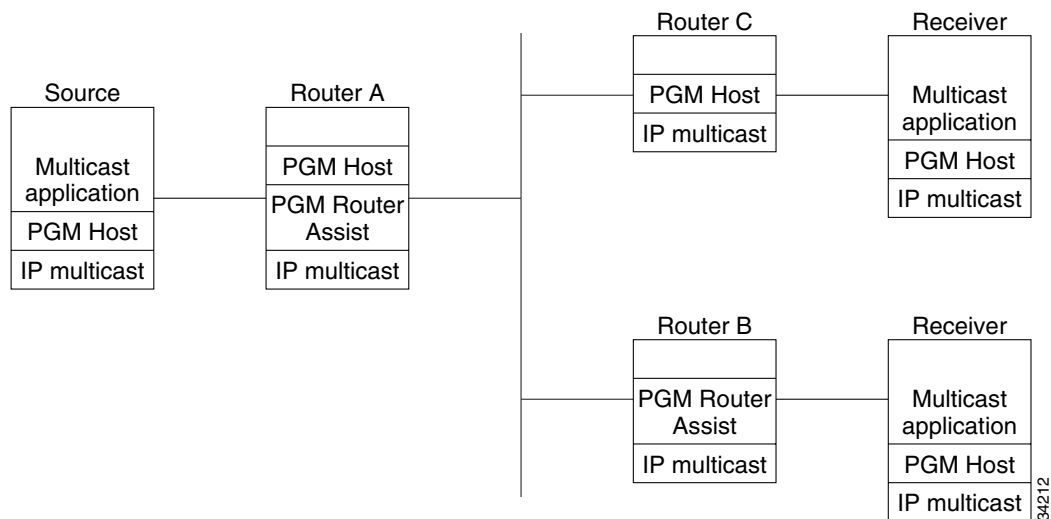 Source
Multicast
application
PGM Host
IP multicast
Router A
PGM Host
PGM Router
Assist
IP multicast
Router C
PGM Host
IP multicast
Receiver
Multicast
application
PGM Host
IP multicast
Router B
PGM Router
Assist
IP multicast
Receiver
Multicast
application
PGM Host
IP multicast
34212